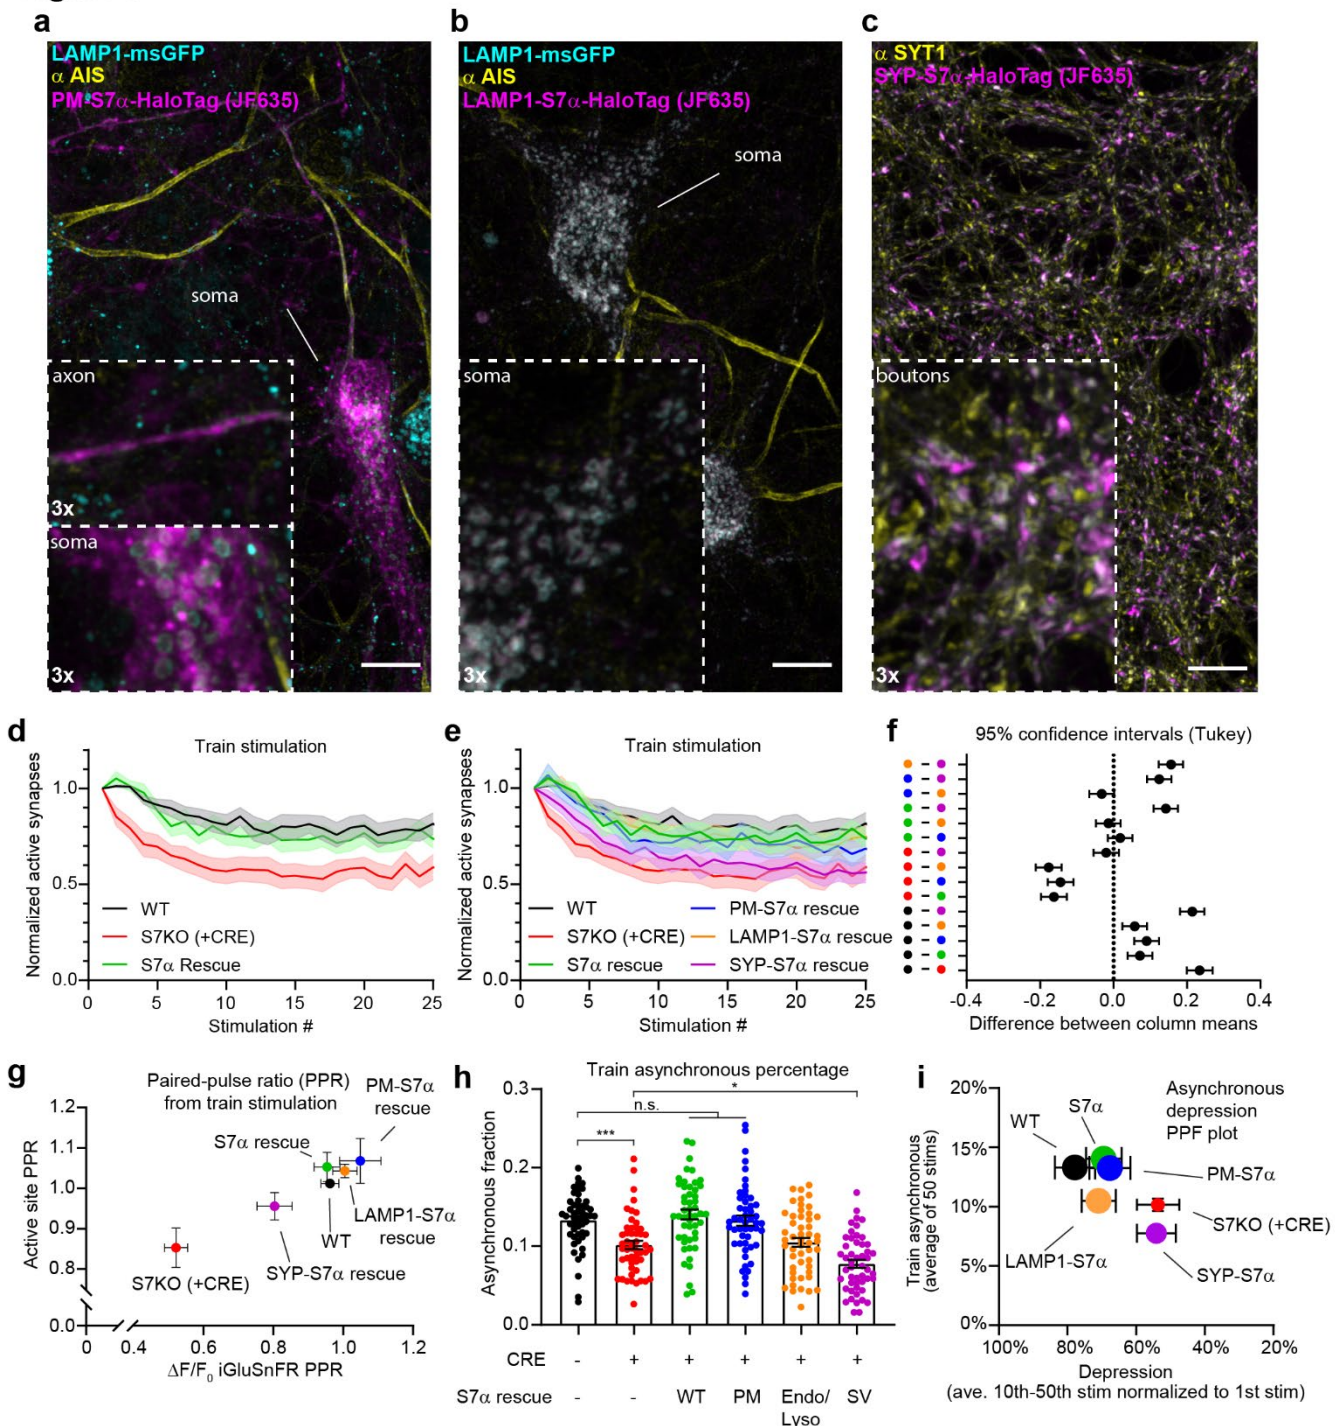 a
LAMP1-msGFP
α AIS
PM-S7α-HaloTag (JF635)
soma
axon
3x
soma
3x
b
LAMP1-msGFP
α AIS
LAMP1-S7α-HaloTag (JF635)
soma
soma
3x
c
α SYT1
SYP-S7α-HaloTag (JF635)
boutons
3x
d
Train stimulation
Normalized active synapses
1.0
0.5
0.0
0 5 10 15 20 25
Stimulation #
WT
S7KO (+CRE)
S7α Rescue
e
Train stimulation
Normalized active synapses
1.0
0.5
0.0
0 5 10 15 20 25
Stimulation #
WT
S7KO (+CRE)
S7α rescue
PM-S7α rescue
LAMP1-S7α rescue
SYP-S7α rescue
f
95% confidence intervals (Tukey)
-0.4 -0.2 0.0 0.2 0.4
Difference between column means
g
Paired-pulse ratio (PPR)
from train stimulation
PM-S7α
rescue
S7α rescue
LAMP1-S7α
rescue
WT
SYP-S7α rescue
S7KO (+CRE)
Active site PPR
1.2
1.1
1.0
0.9
0.8
0.0
0 0.4 0.6 0.8 1.0 1.2
ΔF/F0 iGluSnFR PPR
h
Train asynchronous percentage
*
n.s.
***
Asynchronous fraction
0.3
0.2
0.1
0.0
CRE - + + + + +
S7α rescue - - WT PM Endo/ SV
Lyso
i
Asynchronous
depression
PPF plot
WT
S7α
PM-S7α
S7KO (+CRE)
LAMP1-S7α
SYP-S7α
Train asynchronous
(average of 50 stims)
20%
15%
10%
5%
0%
100% 80% 60% 40% 20%
Depression
(ave. 10th-50th stim normalized to 1st stim)